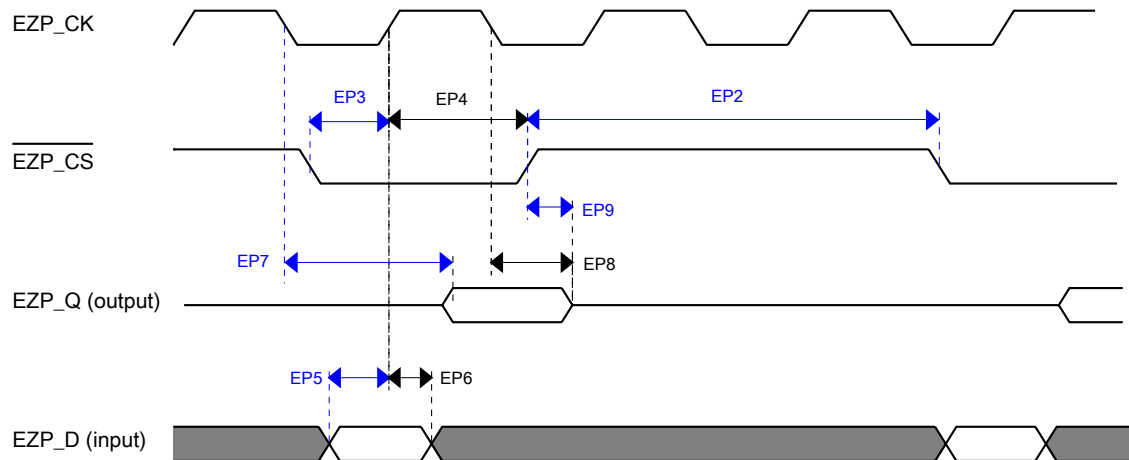 EZP_CK
EP3
EP4
EP2
EZP_CS
EP9
EP7
EP8
EZP_Q (output)
EP5
EP6
EZP_D (input)